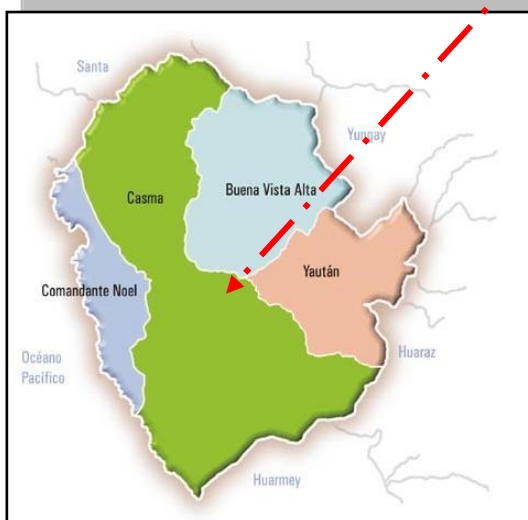 Santa
Yungay
Buena Vista Alta
Casma
Yaután
Comandante Noel
Océano
Pacífico
Huaraz
Huarmey